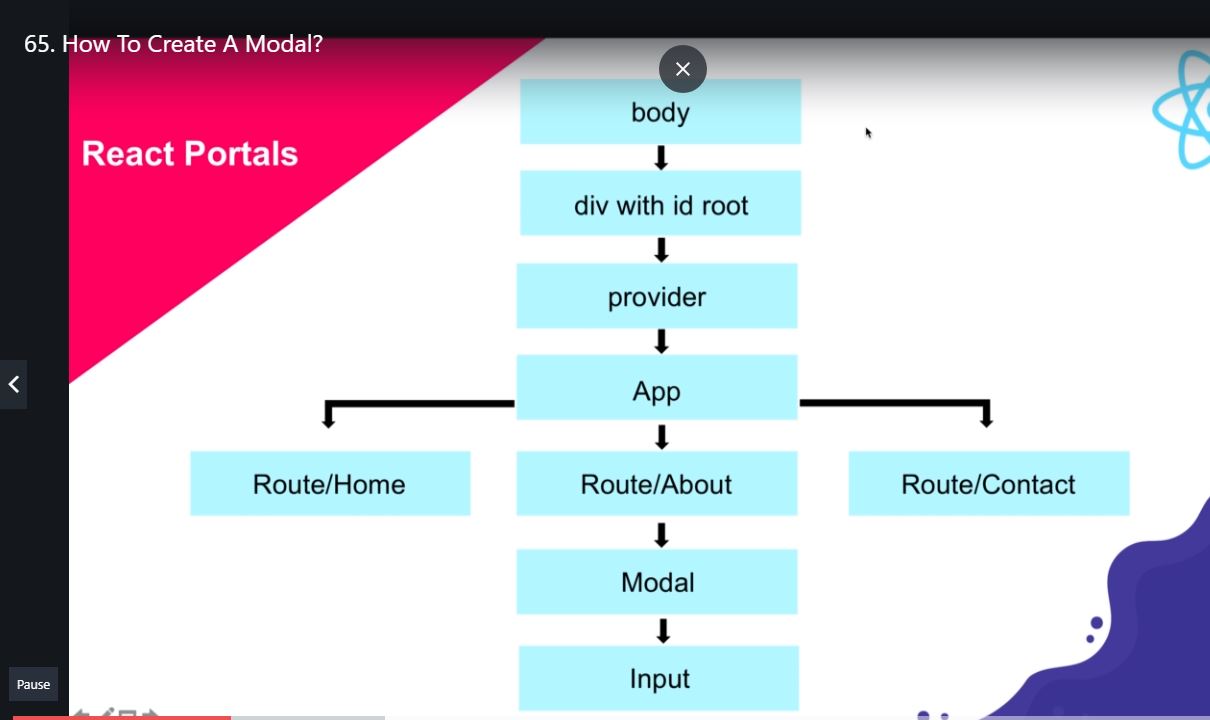 65. How To Create A Modal?
React Portals
body
div with id root
provider
App
Route/Home
Route/About
Route/Contact
Modal
Input
Pause